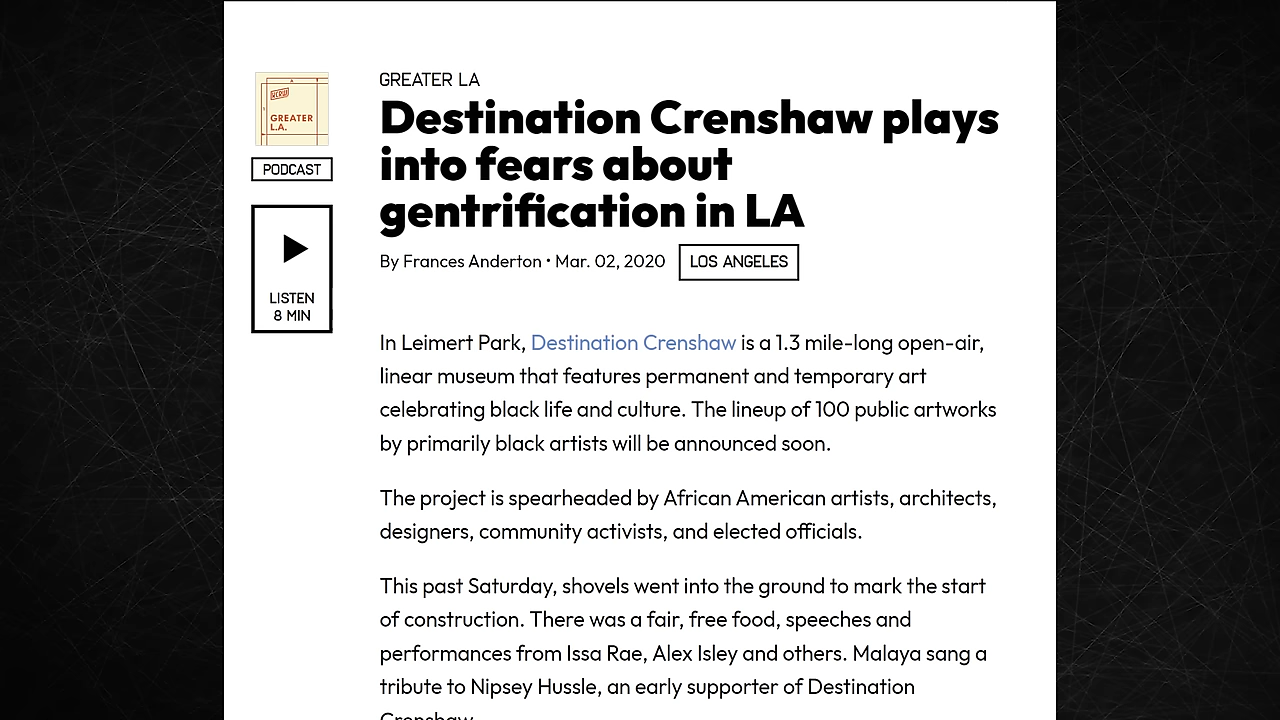 KCRW
GREATER
L.A.
PODCAST
LISTEN
8 MIN
GREATER LA
Destination Crenshaw plays
into fears about
gentrification in LA
By Frances Anderton • Mar. 02, 2020 LOS ANGELES
In Leimert Park, Destination Crenshaw is a 1.3 mile-long open-air,
linear museum that features permanent and temporary art
celebrating black life and culture. The lineup of 100 public artworks
by primarily black artists will be announced soon.
The project is spearheaded by African American artists, architects,
designers, community activists, and elected officials.
This past Saturday, shovels went into the ground to mark the start
of construction. There was a fair, free food, speeches and
performances from Issa Rae, Alex Isley and others. Malaya sang a
tribute to Nipsey Hussle, an early supporter of Destination
Crenshaw.